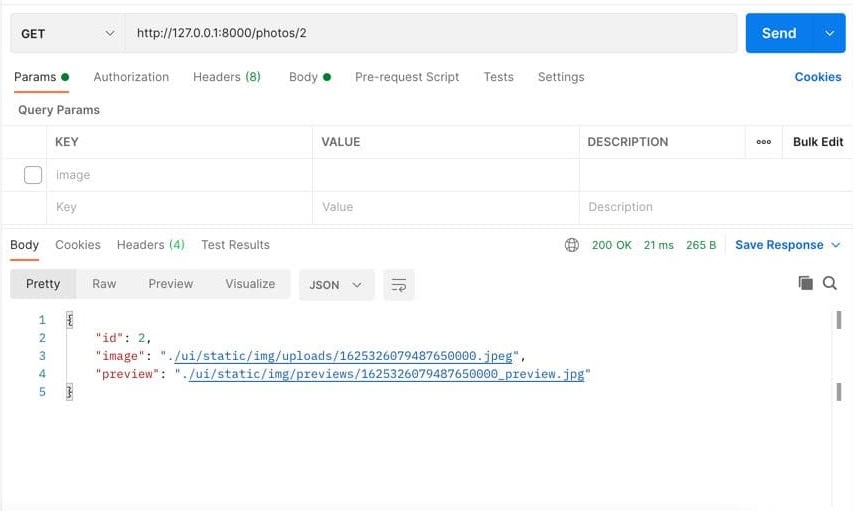 GET http://127.0.0.1:8000/photos/2 Send
Params Authorization Headers (8) Body Pre-request Script Tests Settings Cookies
Query Params
KEY VALUE DESCRIPTION ooo Bulk Edit
image
Key Value Description
Body Cookies Headers (4) Test Results 200 OK 21 ms 265 B Save Response
Pretty Raw Preview Visualize JSON
1 {
2 "id": 2,
3 "image": "./ui/static/img/uploads/1625326079487650000.jpeg",
4 "preview": "./ui/static/img/previews/1625326079487650000_preview.jpg"
5 }